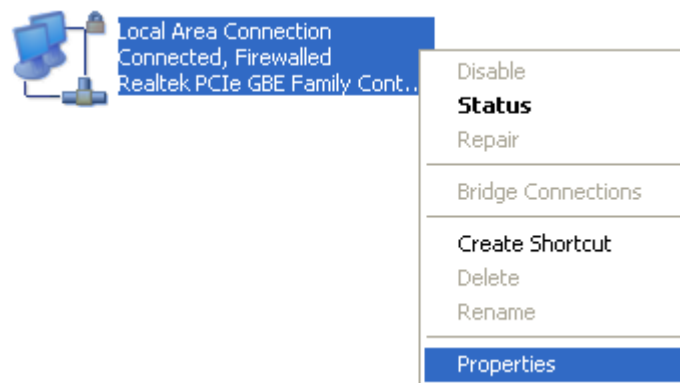 Local Area Connection
Connected, Firewalled
Realtek PCIe GBE Family Cont...
Disable
Status
Repair
Bridge Connections
Create Shortcut
Delete
Rename
Properties